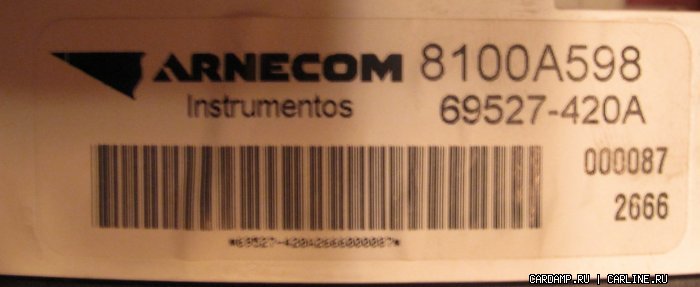 ARNECOM 8100A598
Instrumentos 69527-420A
000087
2666
*69527-420A2666000087*
CARDAMP.RU | CARLINE.RU